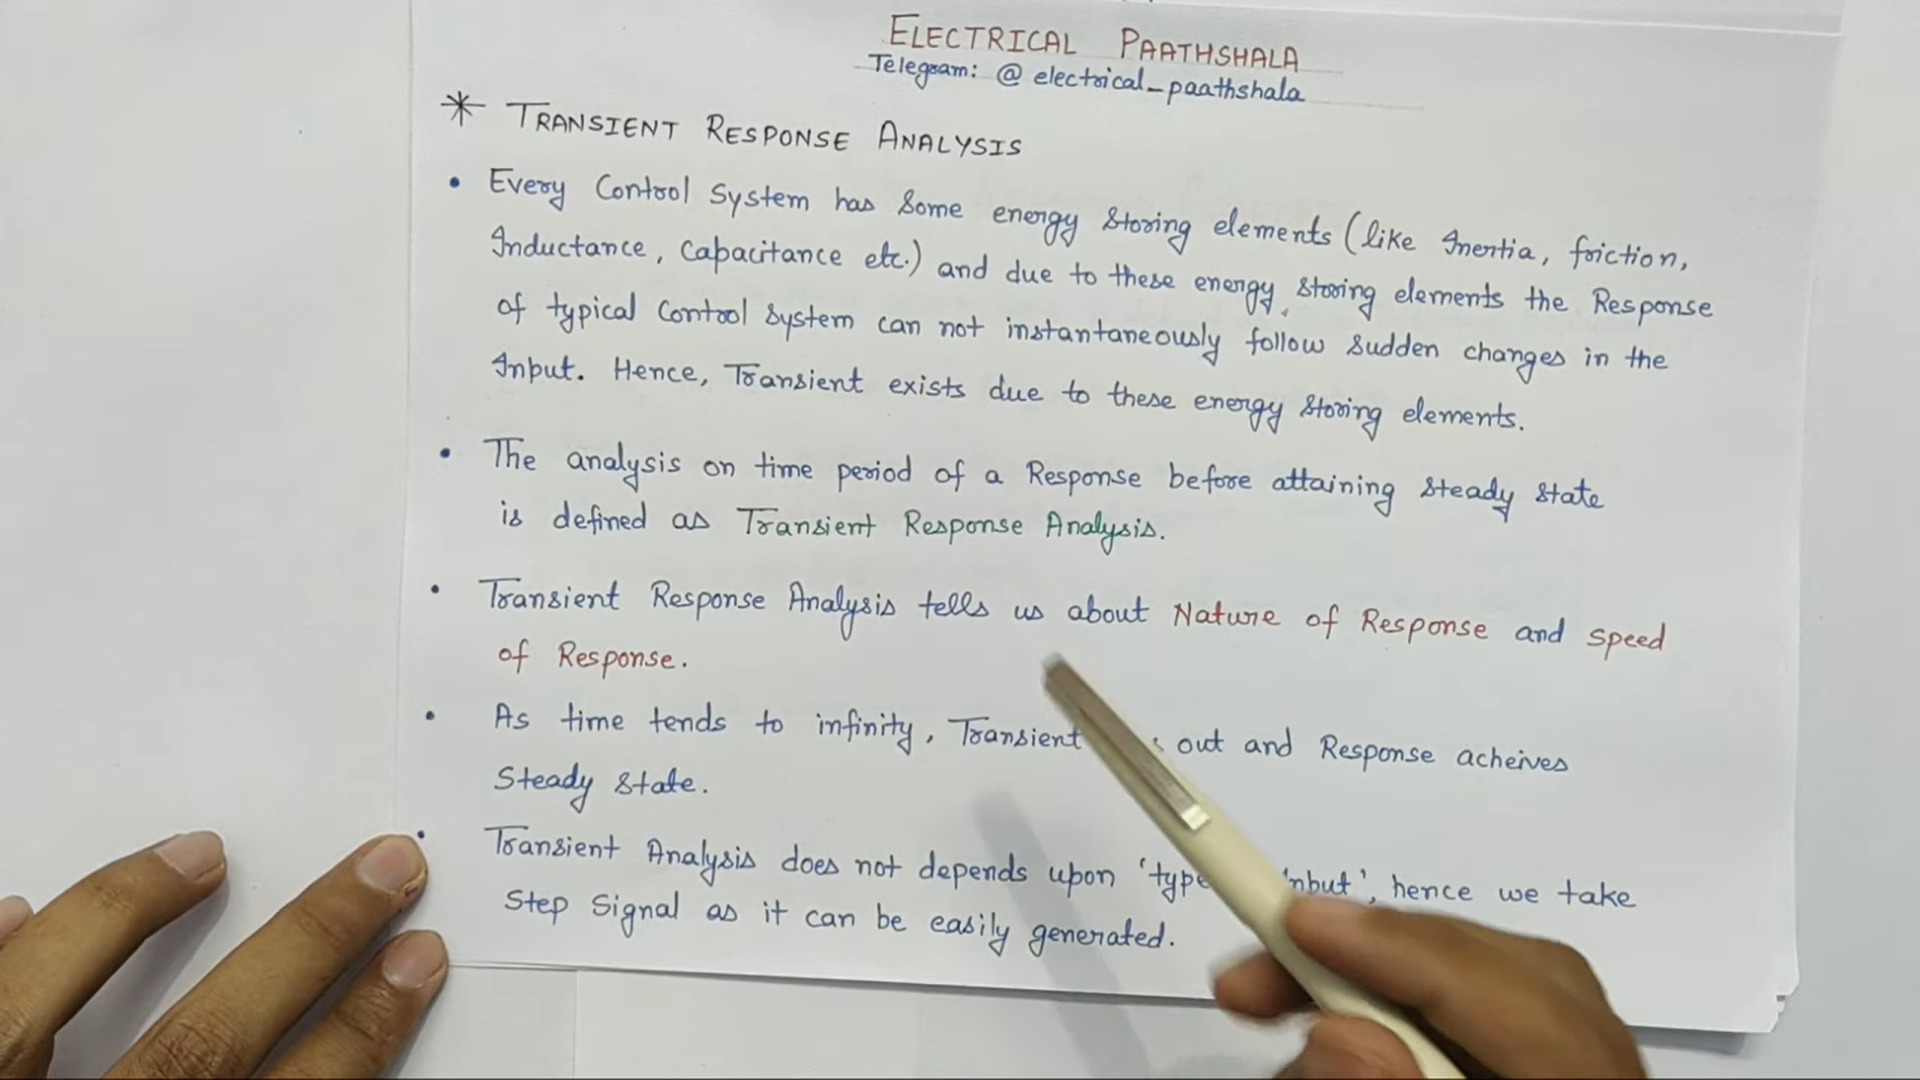 ELECTRICAL PAATHSHALA
Telegram: @ electrical_paathshala
* TRANSIENT RESPONSE ANALYSIS
• Every Control System has some energy storing elements (like Inertia, friction,
Inductance, Capacitance etc.) and due to these energy storing elements the Response
of typical Control System can not instantaneously follow sudden changes in the
Input. Hence, Transient exists due to these energy storing elements.
• The analysis on time period of a Response before attaining steady state
is defined as Transient Response Analysis.
• Transient Response Analysis tells us about Nature of Response and speed
of Response.
• As time tends to infinity, Transient out and Response acheives
Steady state.
• Transient Analysis does not depends upon 'type nput', hence we take
Step Signal as it can be easily generated.